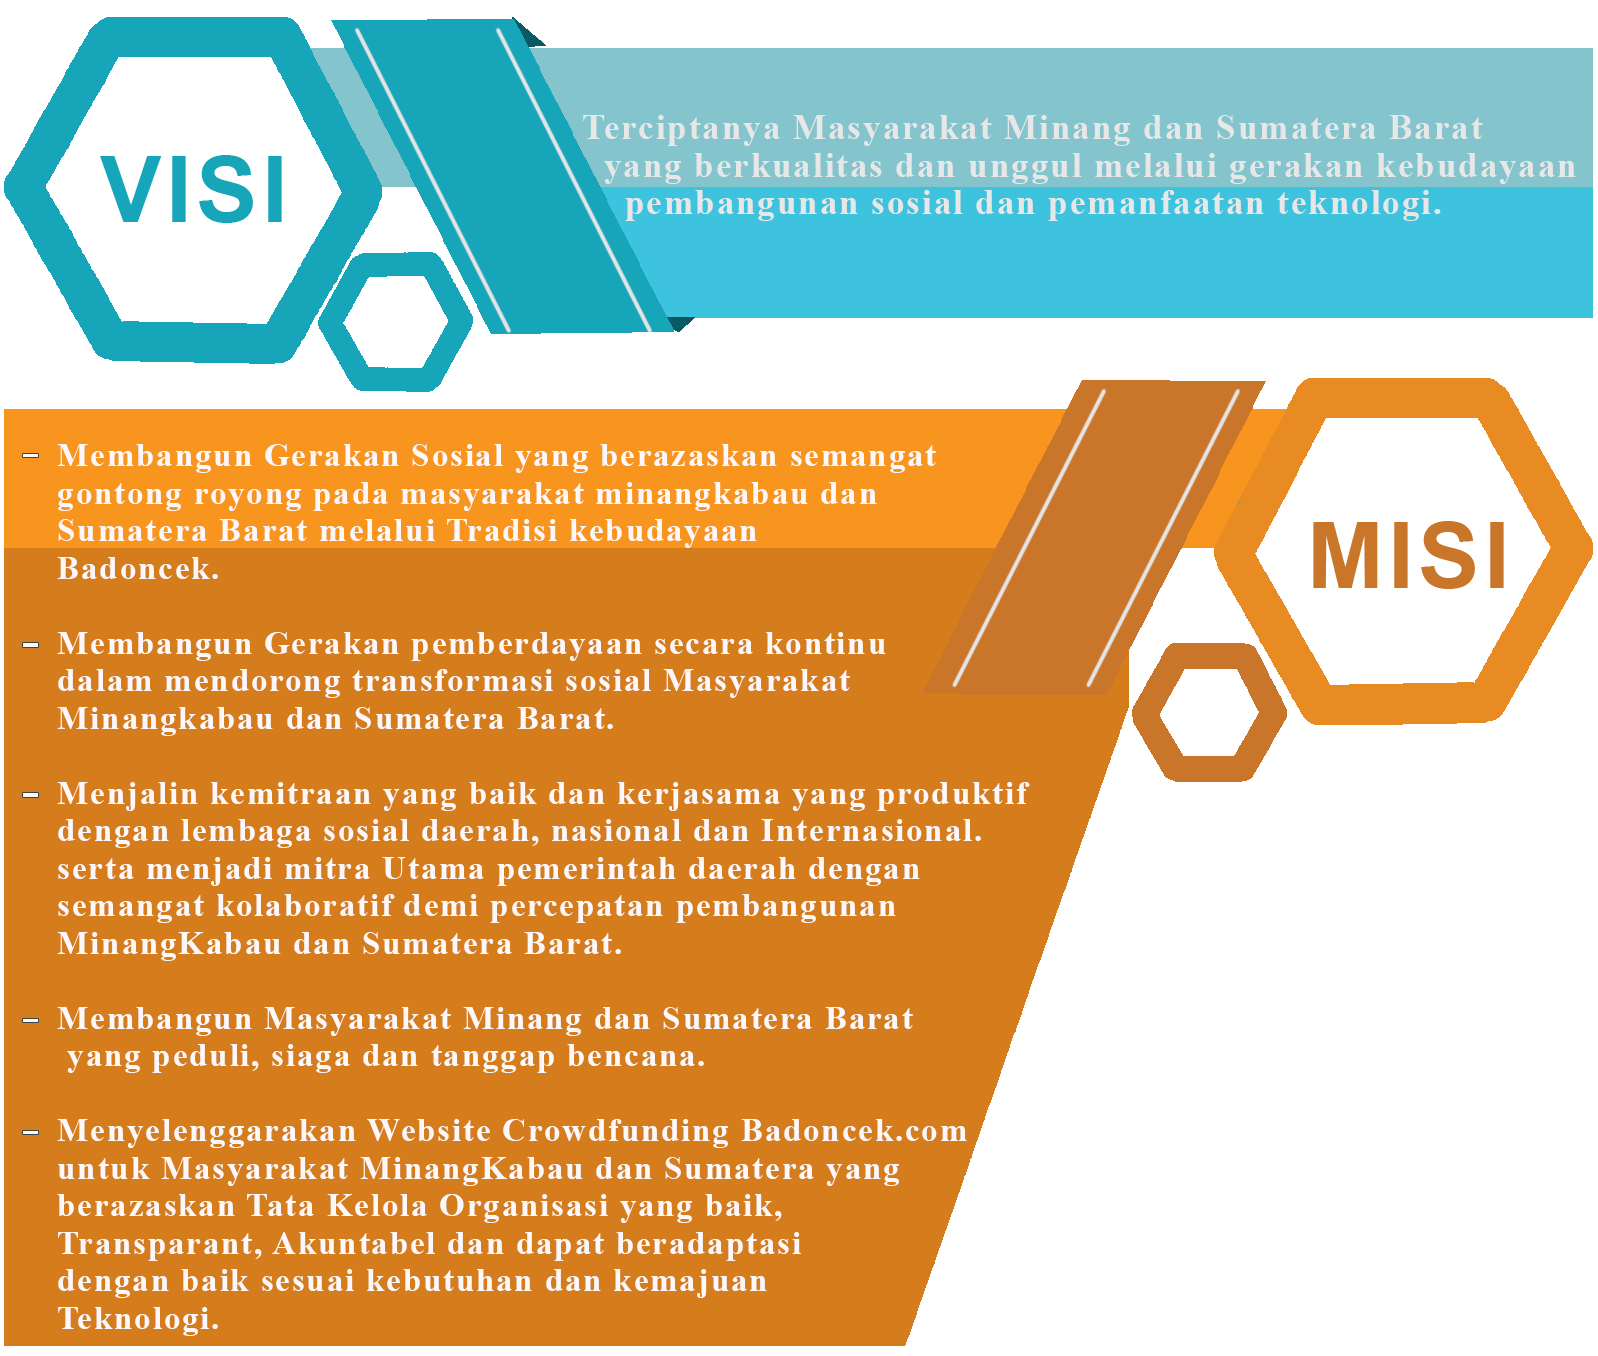 VISI
Terciptanya Masyarakat Minang dan Sumatera Barat
yang berkualitas dan unggul melalui gerakan kebudayaan
pembangunan sosial dan pemanfaatan teknologi.
MISI
- Membangun Gerakan Sosial yang berazaskan semangat
gontong royong pada masyarakat minangkabau dan
Sumatera Barat melalui Tradisi kebudayaan
Badoncek.
- Membangun Gerakan pemberdayaan secara kontinu
dalam mendorong transformasi sosial Masyarakat
Minangkabau dan Sumatera Barat.
- Menjalin kemitraan yang baik dan kerjasama yang produktif
dengan lembaga sosial daerah, nasional dan Internasional.
serta menjadi mitra Utama pemerintah daerah dengan
semangat kolaboratif demi percepatan pembangunan
MinangKabau dan Sumatera Barat.
- Membangun Masyarakat Minang dan Sumatera Barat
yang peduli, siaga dan tanggap bencana.
- Menyelenggarakan Website Crowdfunding Badoncek.com
untuk Masyarakat MinangKabau dan Sumatera yang
berazaskan Tata Kelola Organisasi yang baik,
Transparant, Akuntabel dan dapat beradaptasi
dengan baik sesuai kebutuhan dan kemajuan
Teknologi.